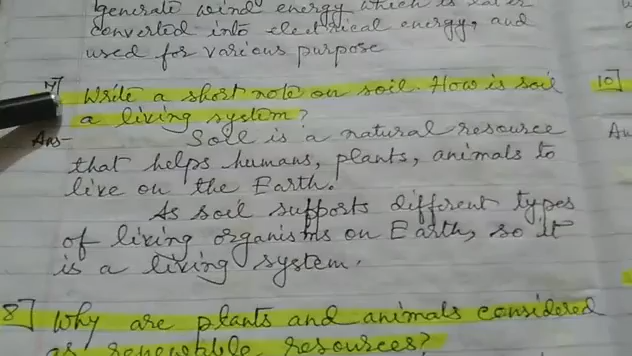 generate wind energy which is later
converted into electrical energy, and
used for various purpose
7] Write a short note on soil. How is soil
a living system?
Ans- Soil is a natural resource
that helps humans, plants, animals to
live on the Earth.
As soil supports different types
of living organisms on Earth, so it
is a living system.
8] Why are plants and animals considered
as renewable resources?
10]